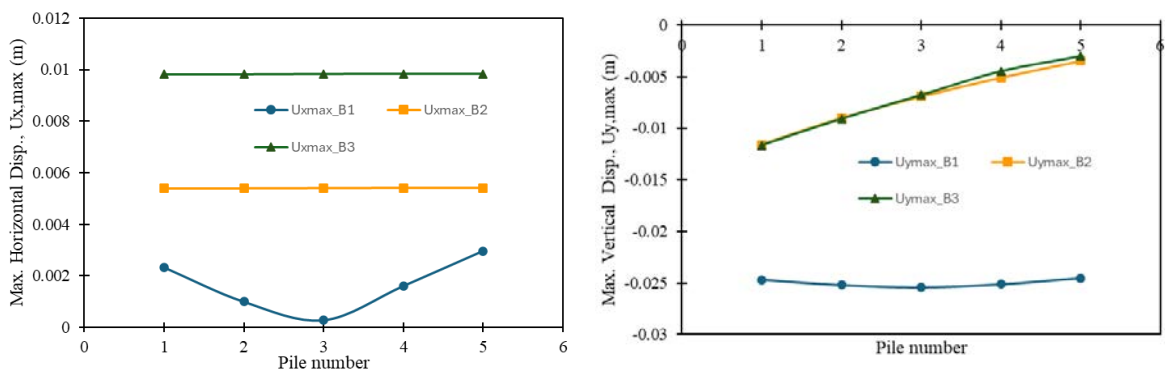 Max. Horizontal Disp., Ux,max (m)
0.012
0.01
0.008
0.006
0.004
0.002
0
Uxmax_B1
Uxmax_B2
Uxmax_B3
0 1 2 3 4 5 6
Pile number
Max. Vertical Disp., Uy,max (m)
0
-0.005
-0.01
-0.015
-0.02
-0.025
-0.03
0 1 2 3 4 5 6
Uymax_B1
Uymax_B2
Uymax_B3
Pile number